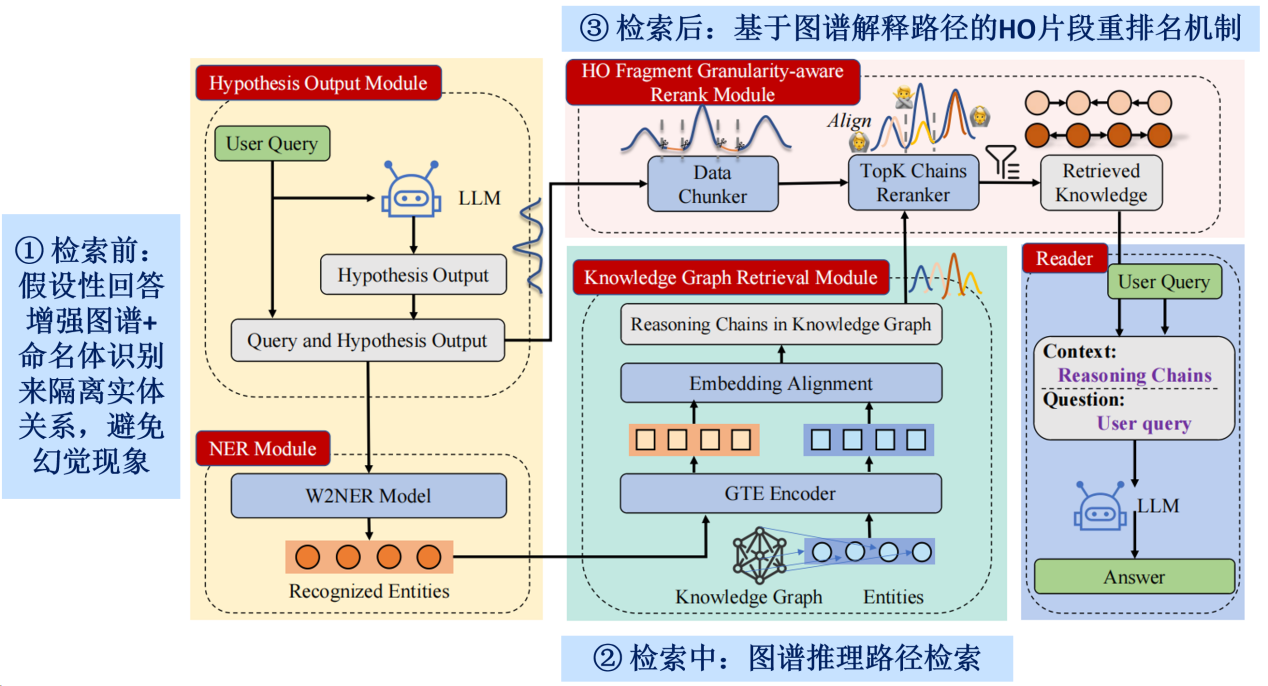 ③ 检索后：基于图谱解释路径的HO片段重排名机制
① 检索前：
假设性回答
增强图谱+
命名体识别
来隔离实体
关系，避免
幻觉现象
Hypothesis Output Module
User Query
LLM
Hypothesis Output
Query and Hypothesis Output
NER Module
W2NER Model
Recognized Entities
HO Fragment Granularity-aware
Rerank Module
Align
Data
Chunker
TopK Chains
Reranker
Retrieved
Knowledge
Knowledge Graph Retrieval Module
Reasoning Chains in Knowledge Graph
Embedding Alignment
GTE Encoder
Knowledge Graph
Entities
Reader
User Query
Context:
Reasoning Chains
Question:
User query
LLM
Answer
② 检索中：图谱推理路径检索